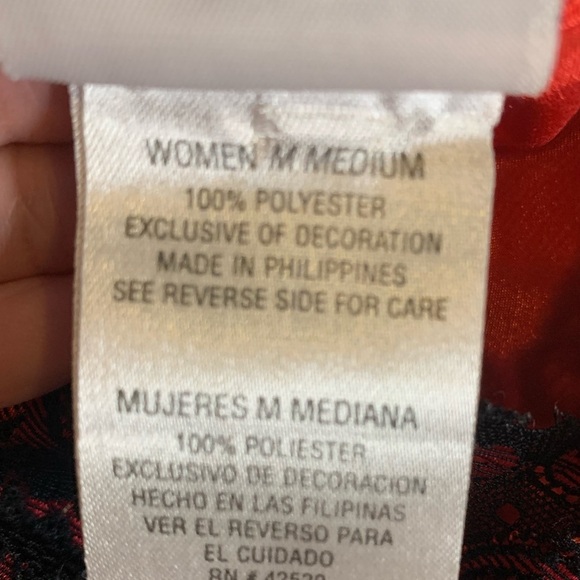 WOMEN M MEDIUM
100% POLYESTER
EXCLUSIVE OF DECORATION
MADE IN PHILIPPINES
SEE REVERSE SIDE FOR CARE
MUJERES M MEDIANA
100% POLIESTER
EXCLUSIVO DE DECORACION
HECHO EN LAS FILIPINAS
VER EL REVERSO PARA
EL CUIDADO
RN #